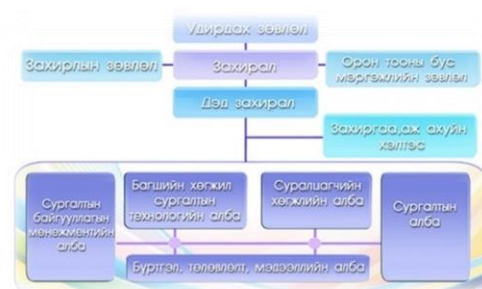 Удирдах зөвлөл
Захирлын зөвлөл
Захирал
Орон тооны бус
мэргэжлийн зөвлөл
Дэд захирал
Захиргаа,аж ахуйн
хэлтэс
Сургалтын
байгууллагын
менежментийн
алба
Багшийн хөгжил
сургалтын
технологийн алба
Суралцагчийн
хөгжлийн алба
Сургалтын
алба
Бүртгэл, төлөвлөлт, мэдээллийн алба